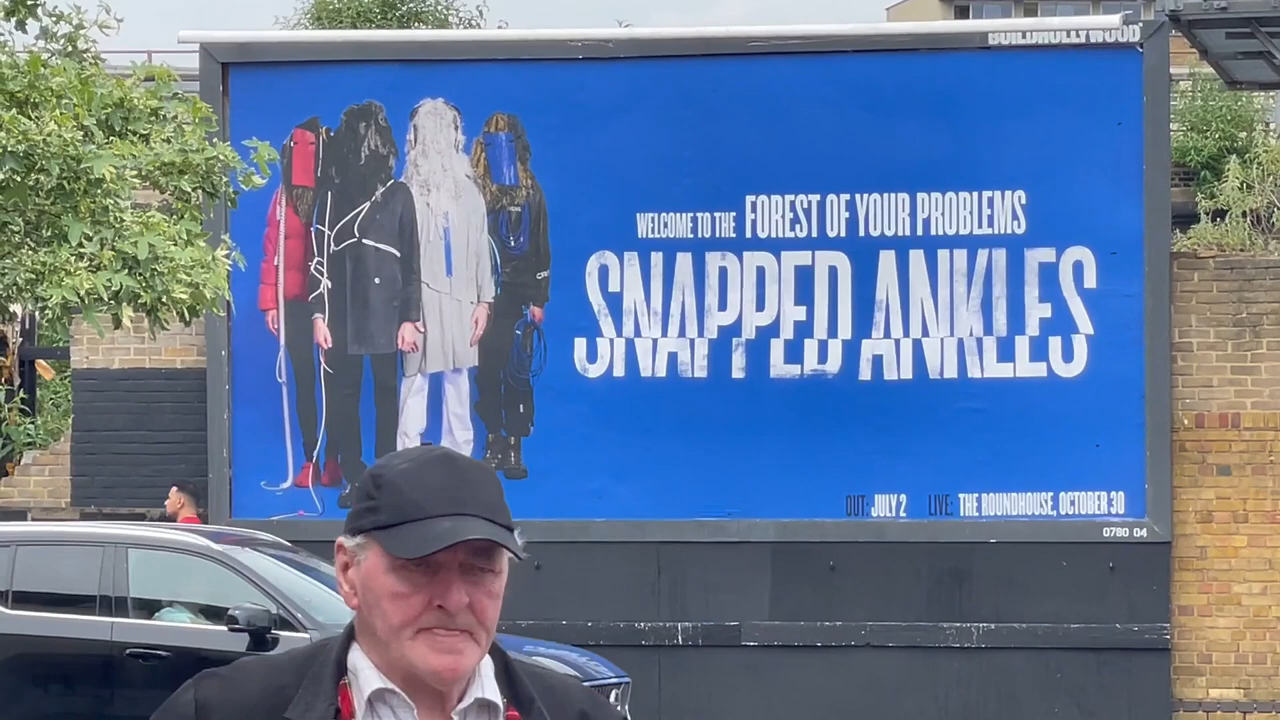 BUILDHOLLYWOOD
WELCOME TO THE FOREST OF YOUR PROBLEMS
SNAPPED ANKLES
OUT: JULY 2 LIVE: THE ROUNDHOUSE, OCTOBER 30
0780 04